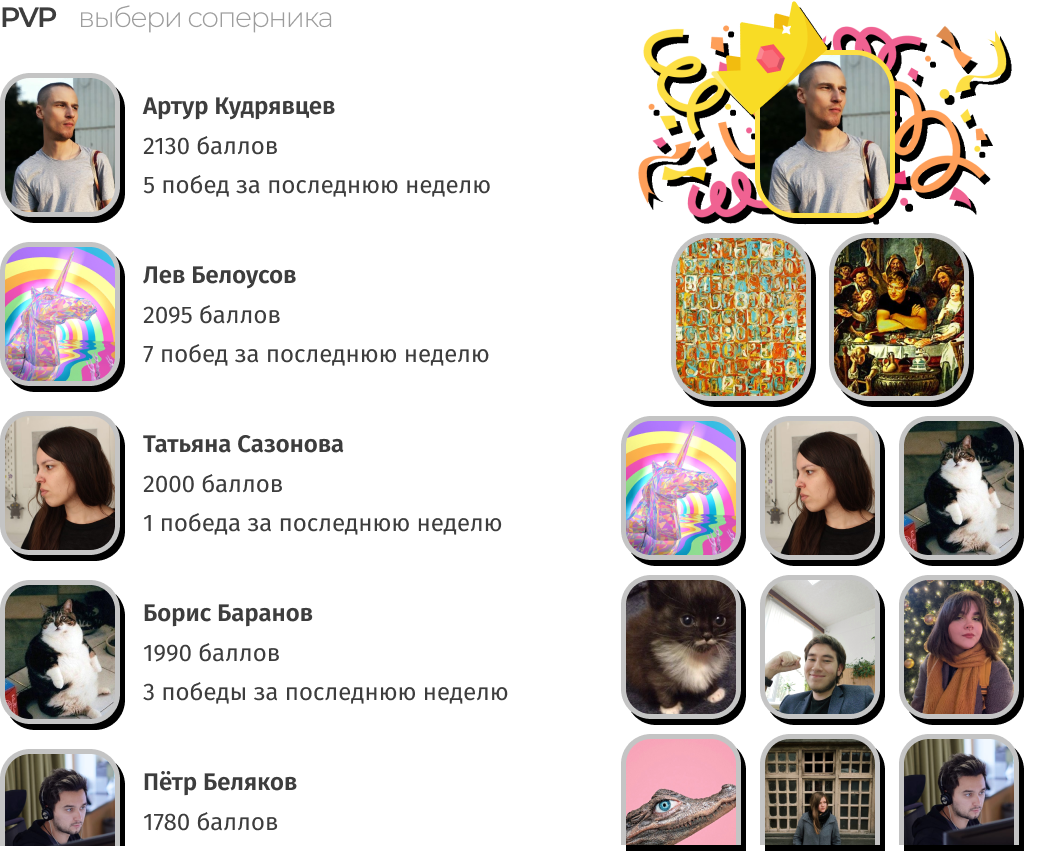 PVP выбери соперника
Артур Кудрявцев
2130 баллов
5 побед за последнюю неделю
Лев Белоусов
2095 баллов
7 побед за последнюю неделю
Татьяна Сазонова
2000 баллов
1 победа за последнюю неделю
Борис Баранов
1990 баллов
3 победы за последнюю неделю
Пётр Беляков
1780 баллов